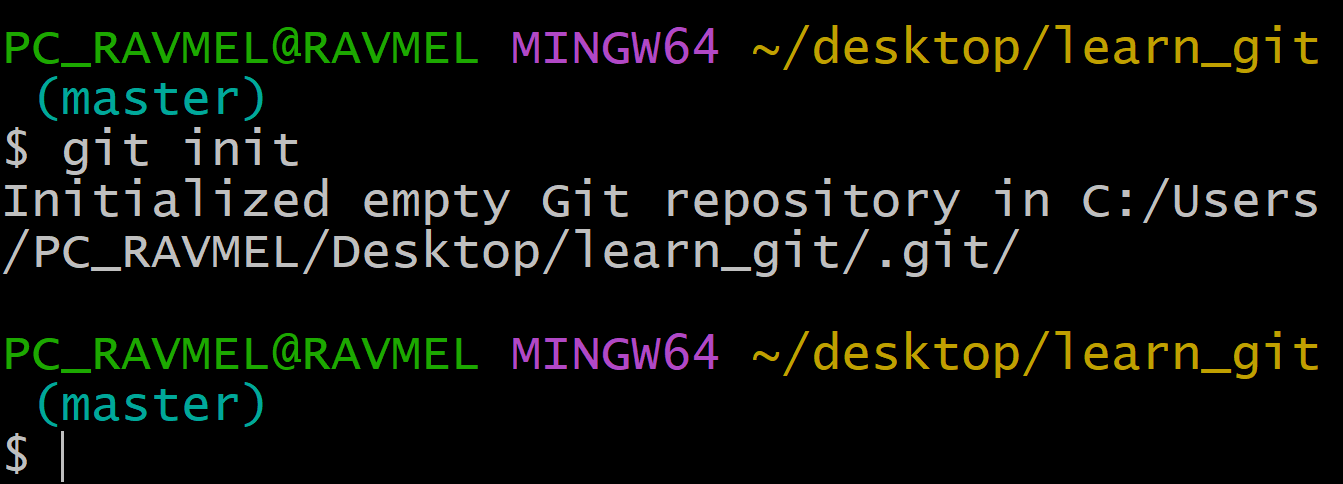 PC_RAVMEL@RAVMEL MINGW64 ~/desktop/learn_git
(master)
$ git init
Initialized empty Git repository in C:/Users
/PC_RAVMEL/Desktop/learn_git/.git/
PC_RAVMEL@RAVMEL MINGW64 ~/desktop/learn_git
(master)
$